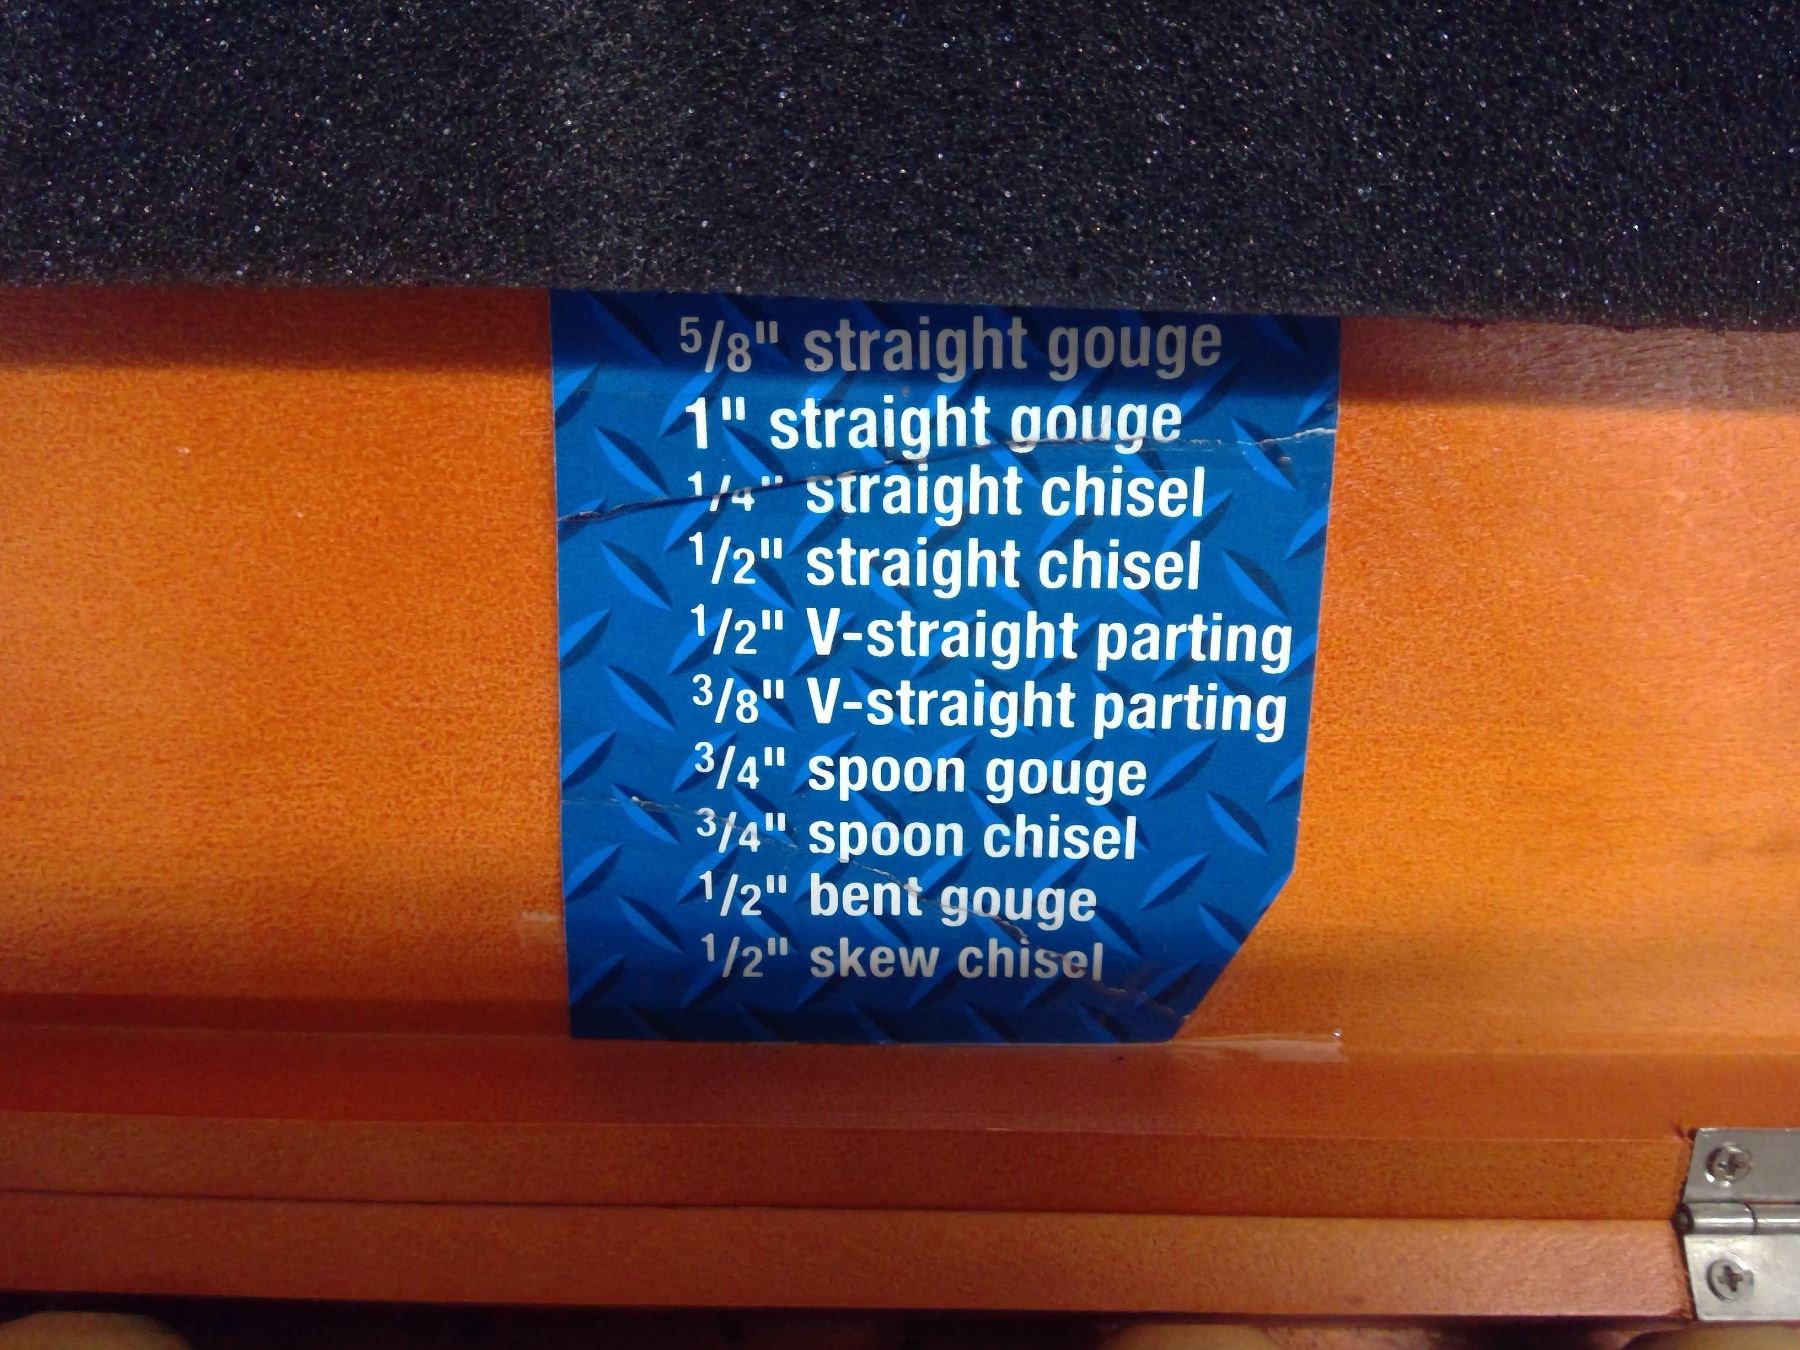 5/8" straight gouge
1" straight gouge
1/4" straight chisel
1/2" straight chisel
1/2" V-straight parting
3/8" V-straight parting
3/4" spoon gouge
3/4" spoon chisel
1/2" bent gouge
1/2" skew chisel